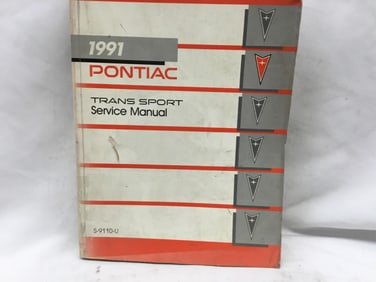 1991
PONTIAC
TRANS SPORT
Service Manual
S-9110-U